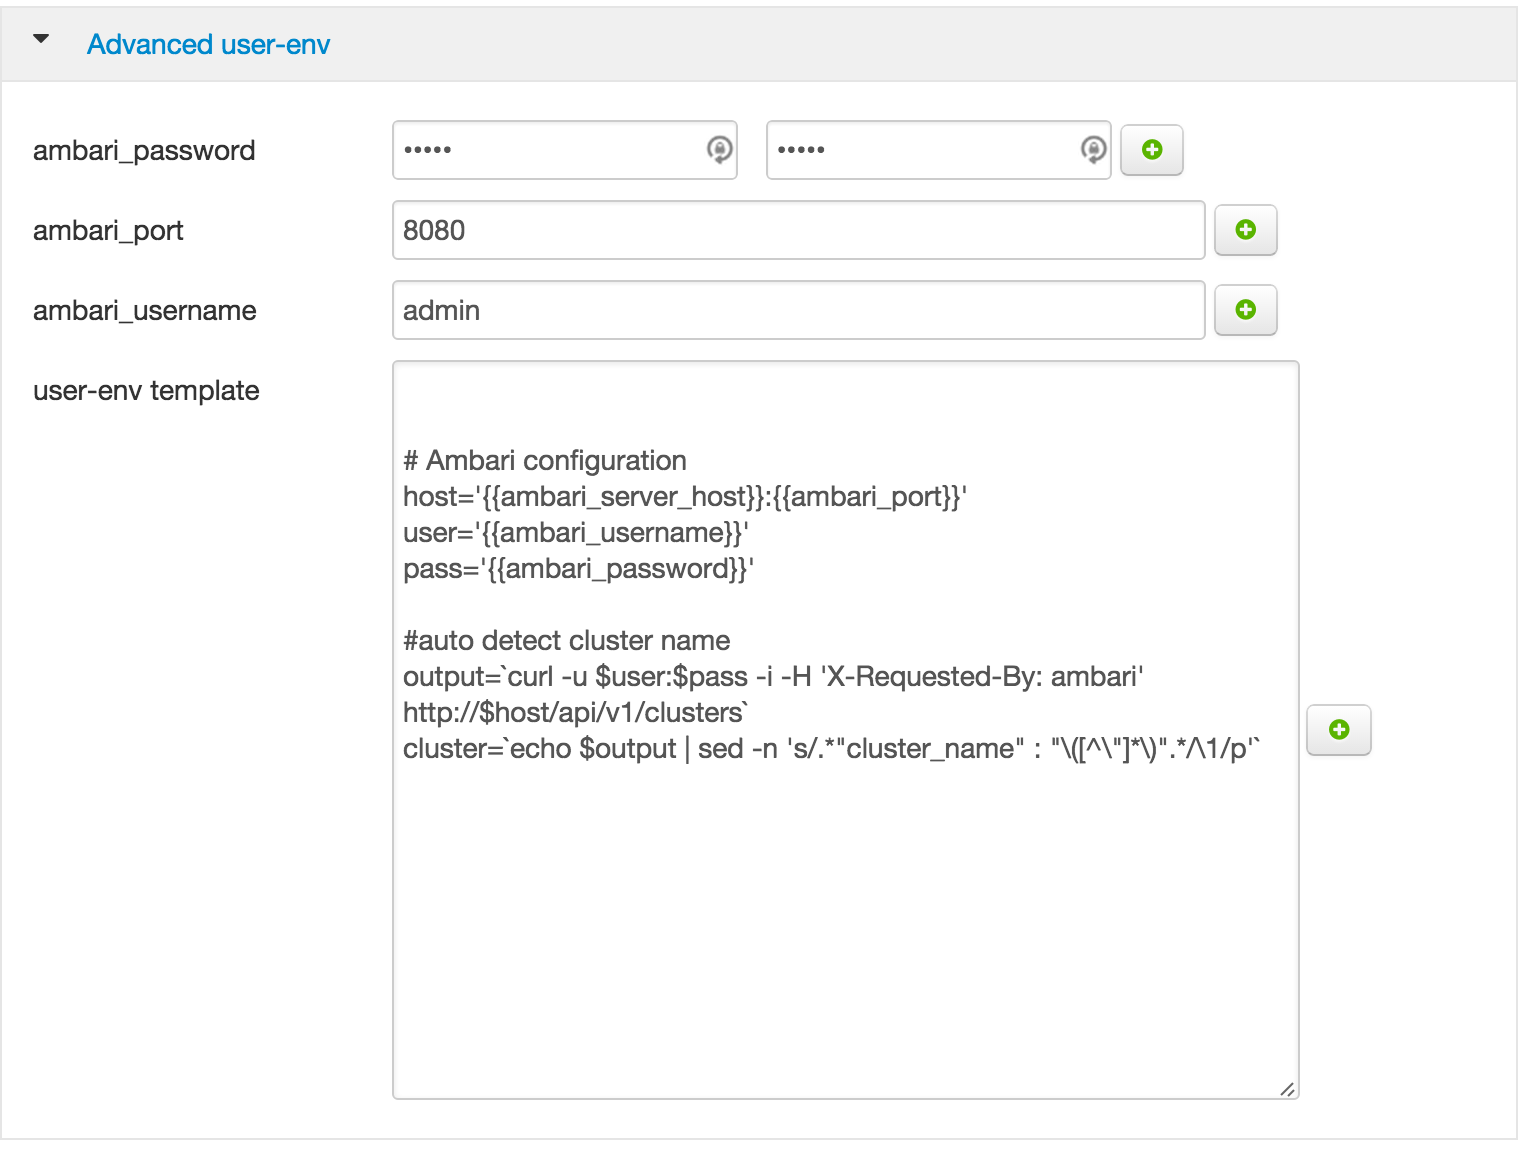 Advanced user-env
ambari_password ••••• •••••
ambari_port 8080
ambari_username admin
user-env template
# Ambari configuration
host='{{ambari_server_host}}:{{ambari_port}}'
user='{{ambari_username}}'
pass='{{ambari_password}}'
#auto detect cluster name
output=`curl -u $user:$pass -i -H 'X-Requested-By: ambari'
http://$host/api/v1/clusters`
cluster=`echo $output | sed -n 's/.*"cluster_name" : "\([^\"]*\)".*/\1/p'`